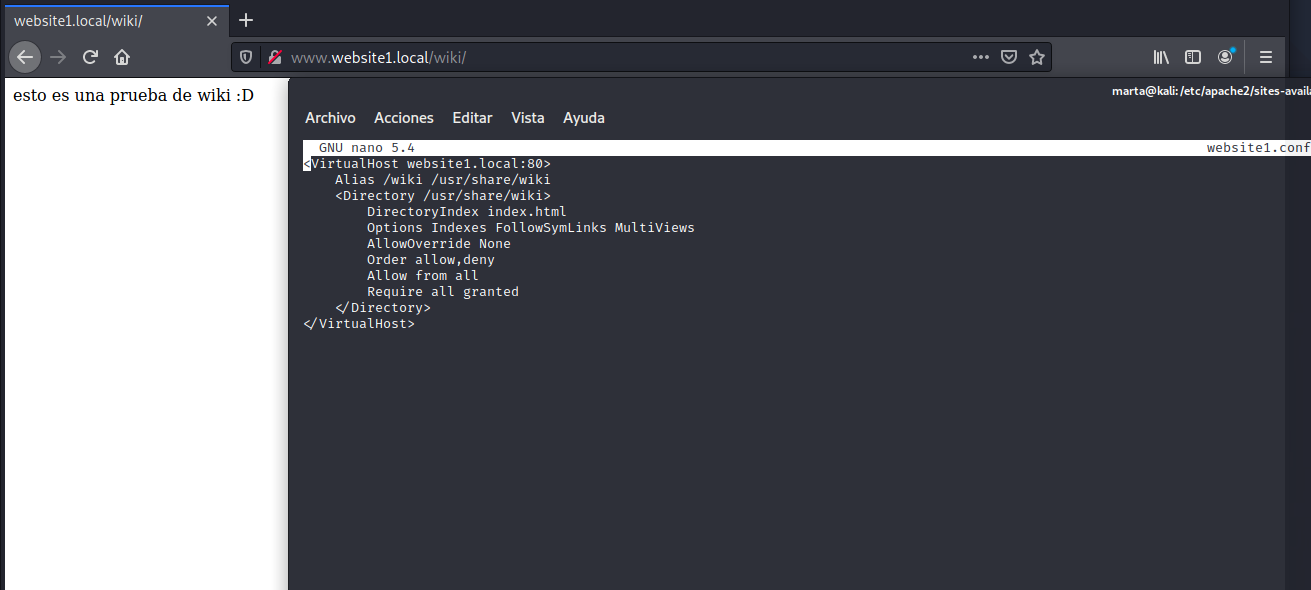 website1.local/wiki/
www.website1.local/wiki/
esto es una prueba de wiki :D
marta@kali:/etc/apache2/sites-availa
Archivo Acciones Editar Vista Ayuda
GNU nano 5.4 website1.conf
<VirtualHost website1.local:80>
    Alias /wiki /usr/share/wiki
    <Directory /usr/share/wiki>
        DirectoryIndex index.html
        Options Indexes FollowSymLinks MultiViews
        AllowOverride None
        Order allow,deny
        Allow from all
        Require all granted
    </Directory>
</VirtualHost>